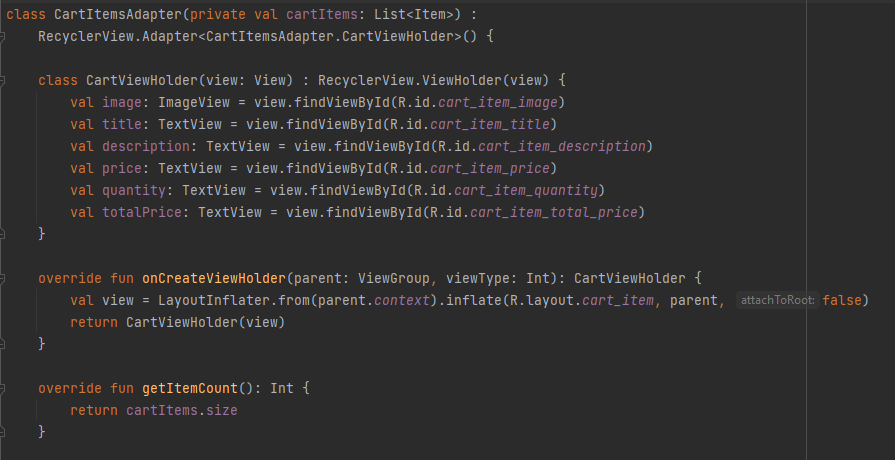 class CartItemsAdapter(private val cartItems: List<Item>) :
    RecyclerView.Adapter<CartItemsAdapter.CartViewHolder>() {

    class CartViewHolder(view: View) : RecyclerView.ViewHolder(view) {
        val image: ImageView = view.findViewById(R.id.cart_item_image)
        val title: TextView = view.findViewById(R.id.cart_item_title)
        val description: TextView = view.findViewById(R.id.cart_item_description)
        val price: TextView = view.findViewById(R.id.cart_item_price)
        val quantity: TextView = view.findViewById(R.id.cart_item_quantity)
        val totalPrice: TextView = view.findViewById(R.id.cart_item_total_price)
    }

    override fun onCreateViewHolder(parent: ViewGroup, viewType: Int): CartViewHolder {
        val view = LayoutInflater.from(parent.context).inflate(R.layout.cart_item, parent, attachToRoot: false)
        return CartViewHolder(view)
    }

    override fun getItemCount(): Int {
        return cartItems.size
    }